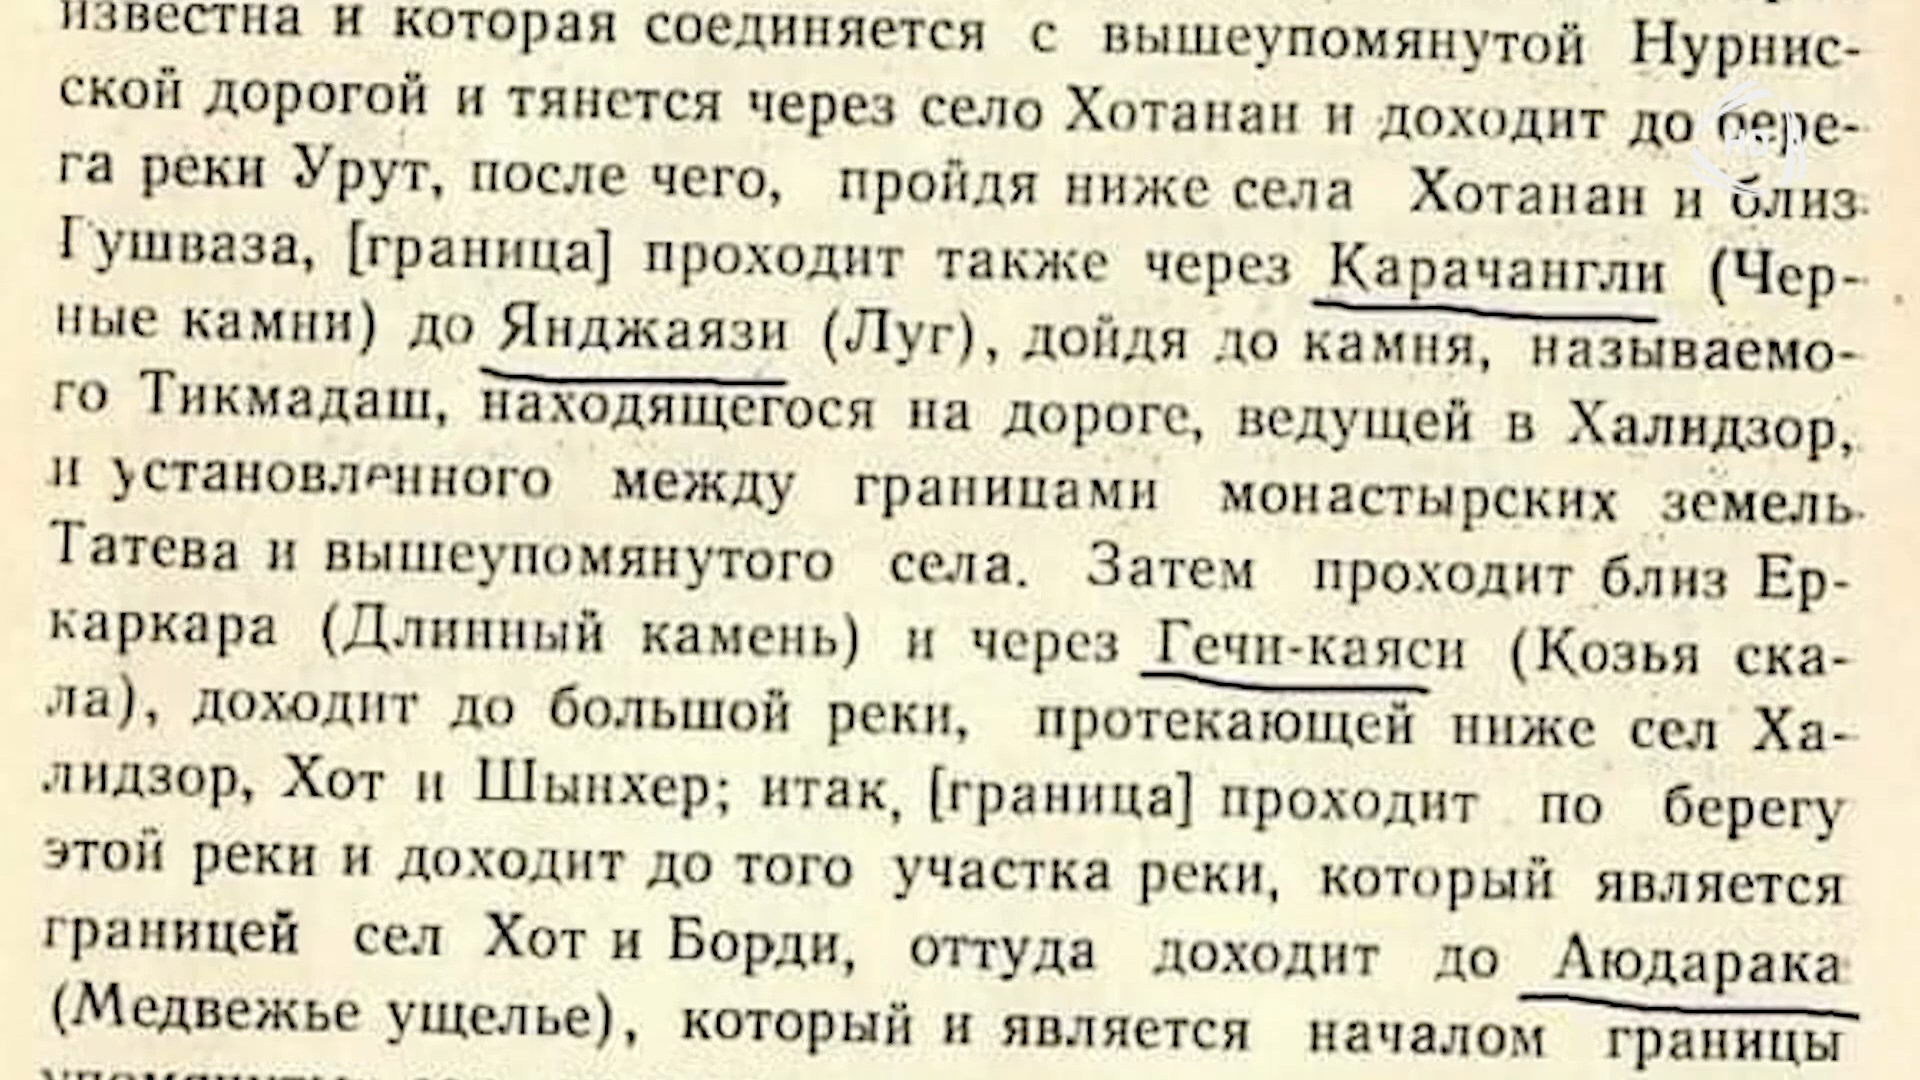 известна и которая соединяется с вышеупомянутой Нурнис-
ской дорогой и тянется через село Хотанан и доходит до бере-
га реки Урут, после чего, пройдя ниже села Хотанан и близ
Гушваза, [граница] проходит также через Карачангли (Чер-
ные камни) до Янджаязи (Луг), дойдя до камня, называемо-
го Тикмадаш, находящегося на дороге, ведущей в Халидзор,
и установленного между границами монастырских земель
Татева и вышеупомянутого села. Затем проходит близ Ер-
каркара (Длинный камень) и через Гечи-каяси (Козья ска-
ла), доходит до большой реки, протекающей ниже сел Ха-
лидзор, Хот и Шынхер; итак, [граница] проходит по берегу
этой реки и доходит до того участка реки, который является
границей сел Хот и Борди, оттуда доходит до Аюдарака
(Медвежье ущелье), который и является началом границы